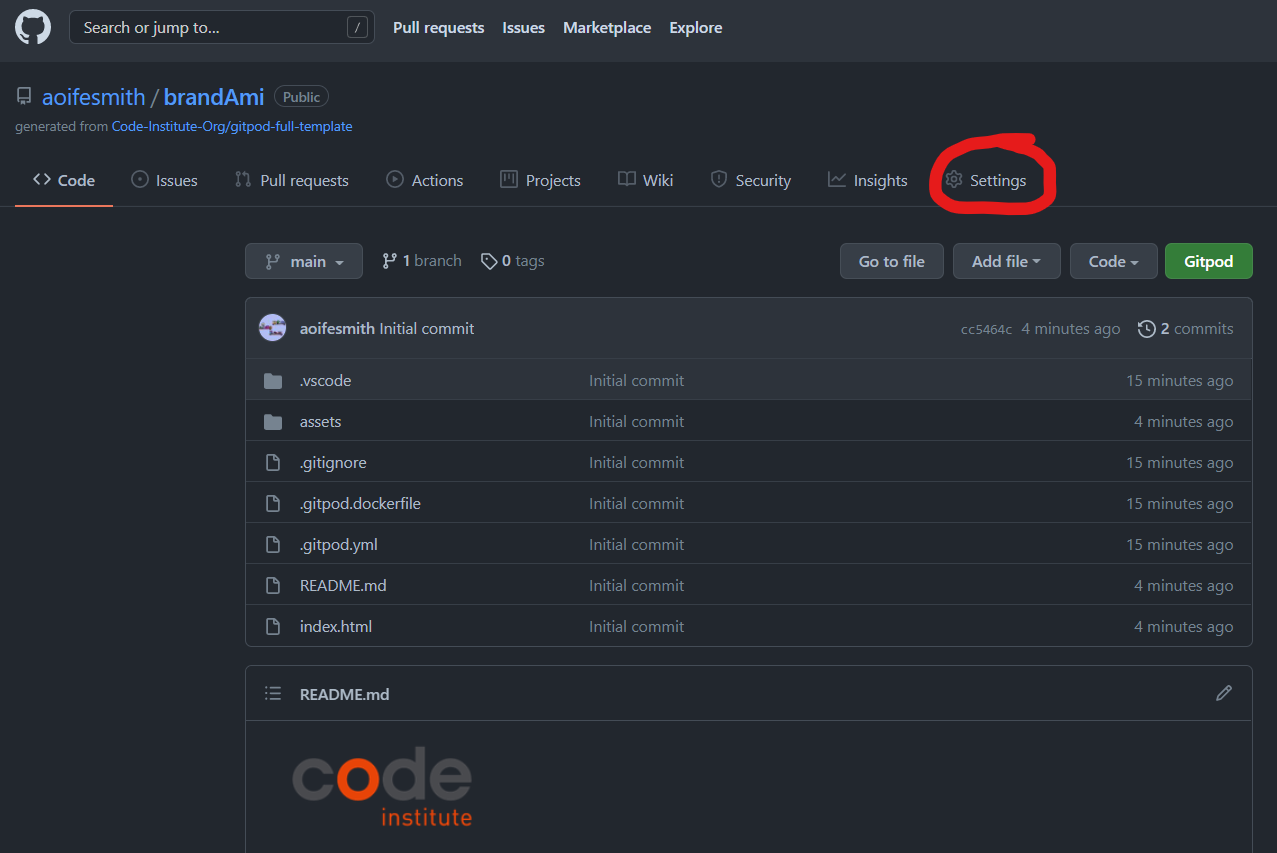 Search or jump to... / Pull requests Issues Marketplace Explore
aoifesmith / brandAmi Public
generated from Code-Institute-Org/gitpod-full-template
Code Issues Pull requests Actions Projects Wiki Security Insights Settings
main 1 branch 0 tags Go to file Add file Code Gitpod
aoifesmith Initial commit cc5464c 4 minutes ago 2 commits
.vscode Initial commit 15 minutes ago
assets Initial commit 4 minutes ago
.gitignore Initial commit 15 minutes ago
.gitpod.dockerfile Initial commit 15 minutes ago
.gitpod.yml Initial commit 15 minutes ago
README.md Initial commit 4 minutes ago
index.html Initial commit 4 minutes ago
README.md
code
institute